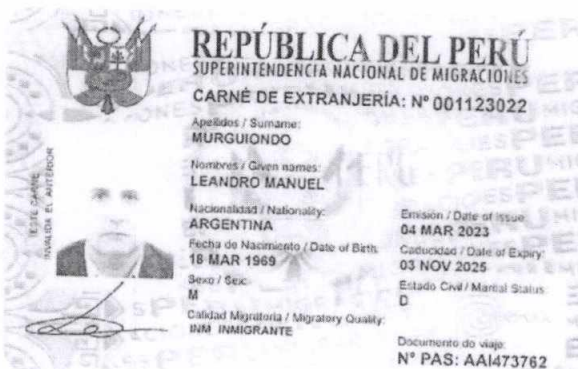 REPÚBLICA DEL PERÚ
SUPERINTENDENCIA NACIONAL DE MIGRACIONES
CARNÉ DE EXTRANJERÍA: Nº 001123022
Apellidos / Surname:
MURGUIONDO
Nombres / Given names:
LEANDRO MANUEL
Nacionalidad / Nationality:
ARGENTINA
Emisión / Date of issue:
04 MAR 2023
Fecha de Nacimiento / Date of Birth:
18 MAR 1969
Caducidad / Date of Expiry:
03 NOV 2025
Sexo / Sex:
M
Estado Civil / Marital Status:
D
Calidad Migratoria / Migratory Quality:
INM INMIGRANTE
Documento de viaje:
Nº PAS: AAI473762
ESTE CARNE
INVALIDA EL ANTERIOR